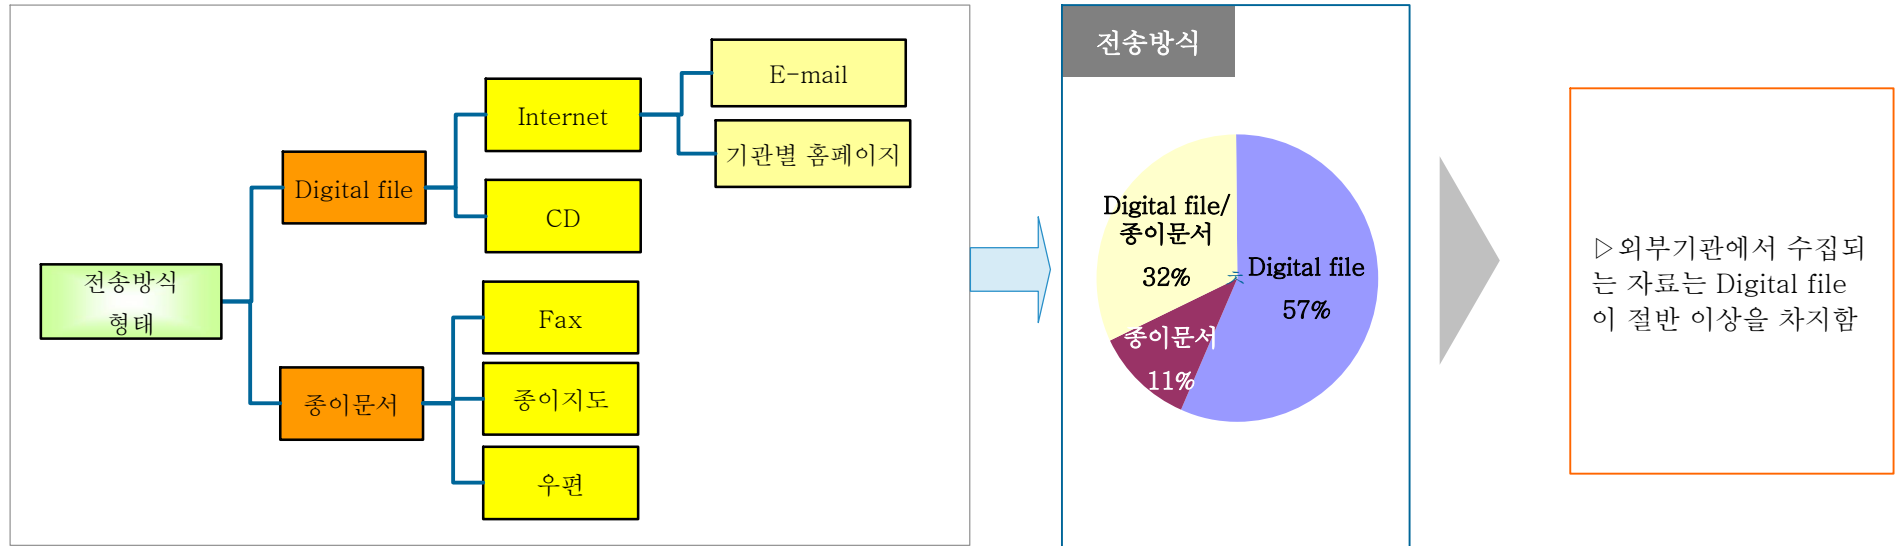 전송방식
형태
Digital file
종이문서
Internet
CD
Fax
종이지도
우편
E-mail
기관별 홈페이지
전송방식
Digital file/
종이문서
32%
Digital file
57%
종이문서
11%
▷외부기관에서 수집되
는 자료는 Digital file
이 절반 이상을 차지함